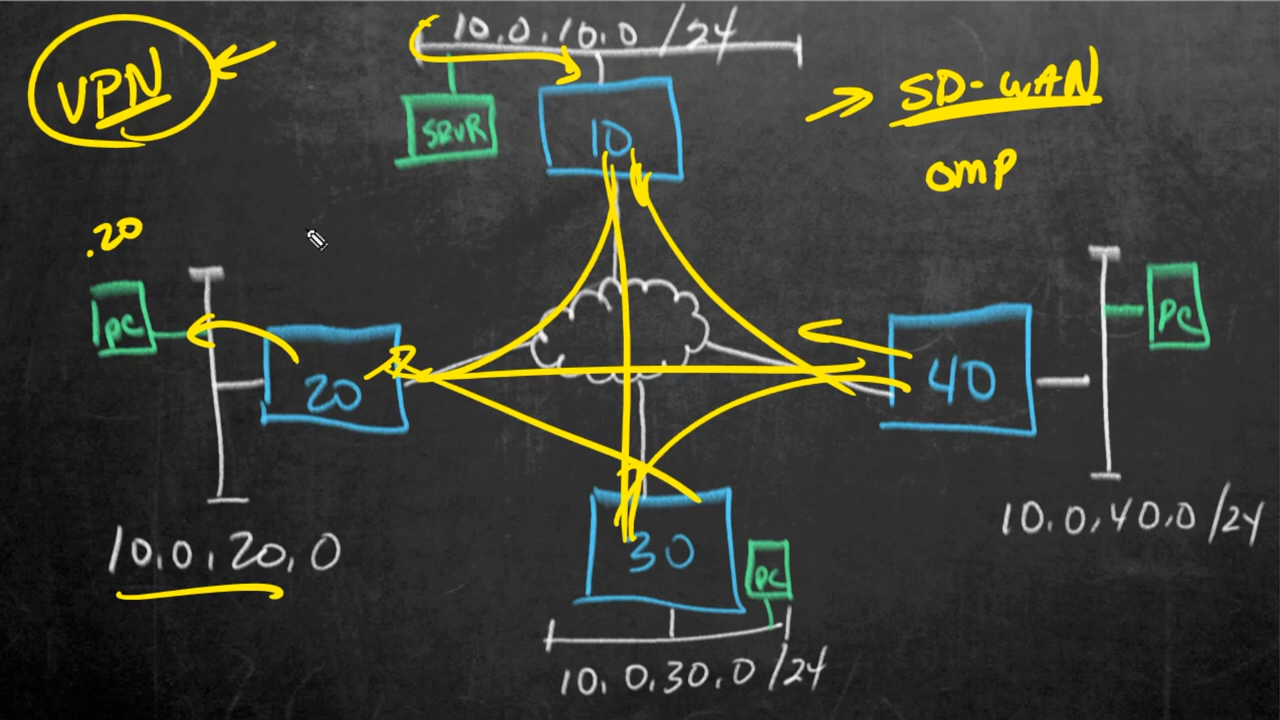 10.0.10.0 /24
VPN
SD-WAN
SRVR
10
OMP
.20
PC
20
40
PC
10.0.20.0
10.0.40.0/24
30
PC
10.0.30.0/24